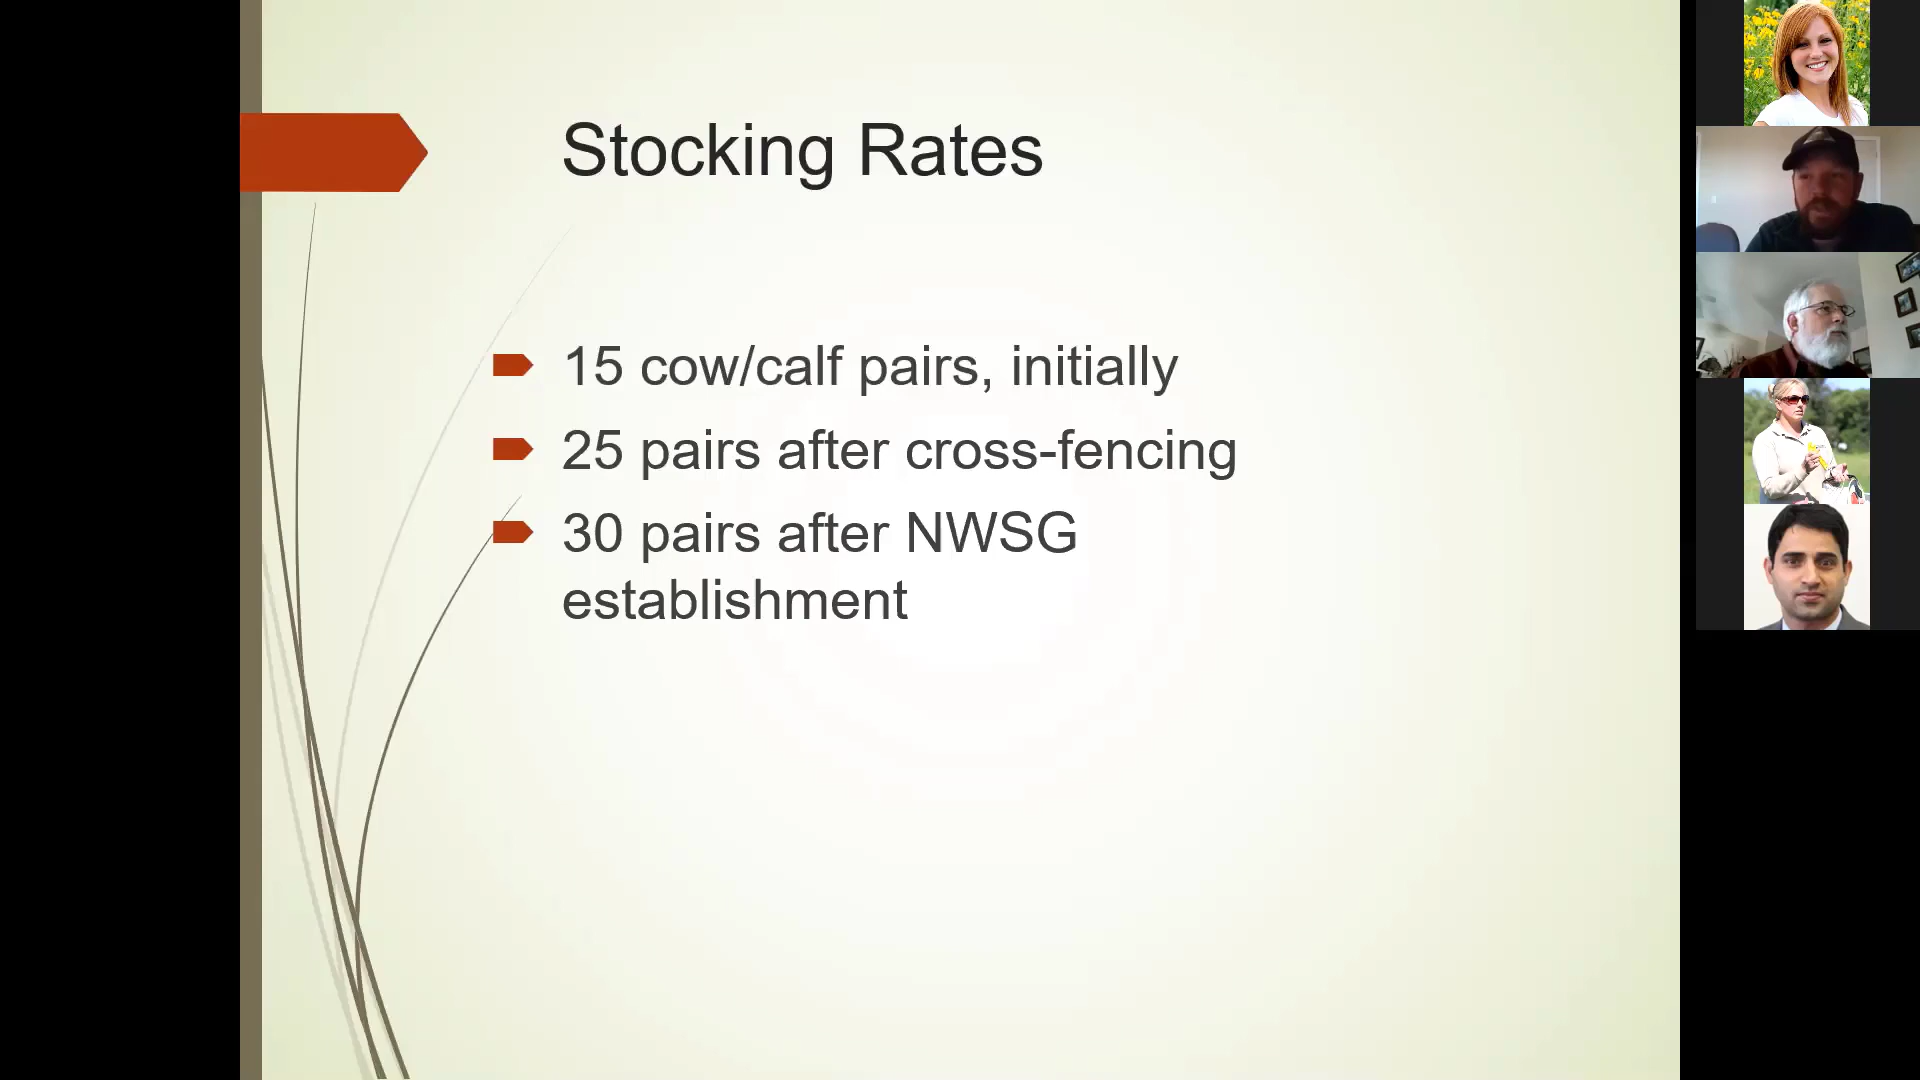 Stocking Rates
15 cow/calf pairs, initially
25 pairs after cross-fencing
30 pairs after NWSG
establishment